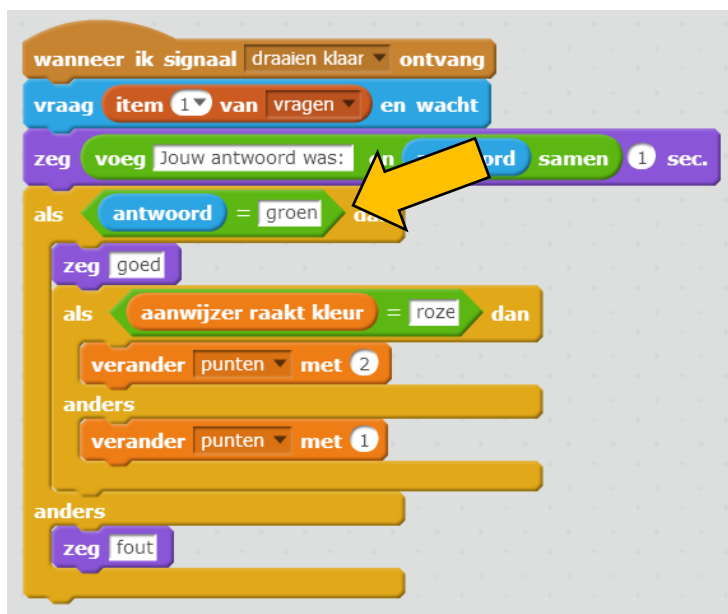 wanneer ik signaal draaien klaar ontvang
vraag item 1 van vragen en wacht
zeg voeg Jouw antwoord was: samen 1 sec.
als antwoord = groen
zeg goed
als aanwijzer raakt kleur = roze dan
verander punten met 2
anders
verander punten met 1
anders
zeg fout